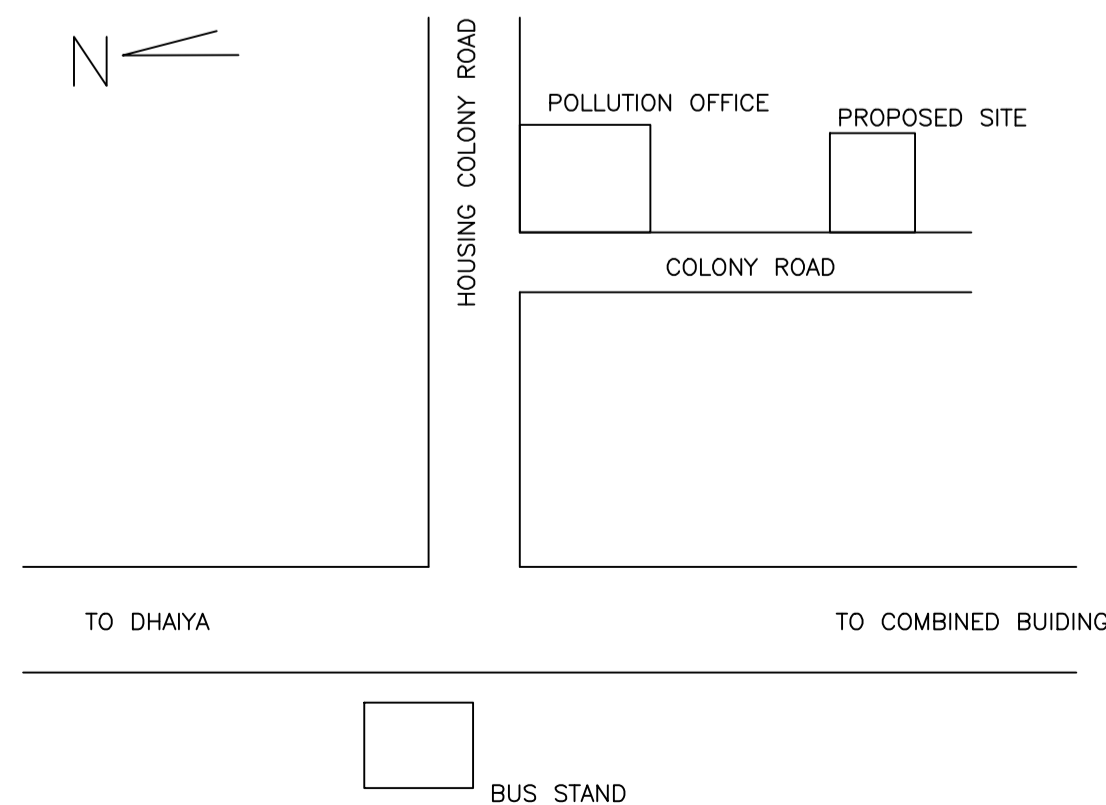 N
HOUSING COLONY ROAD
POLLUTION OFFICE
PROPOSED SITE
COLONY ROAD
TO DHAIYA
TO COMBINED BUIDING
BUS STAND